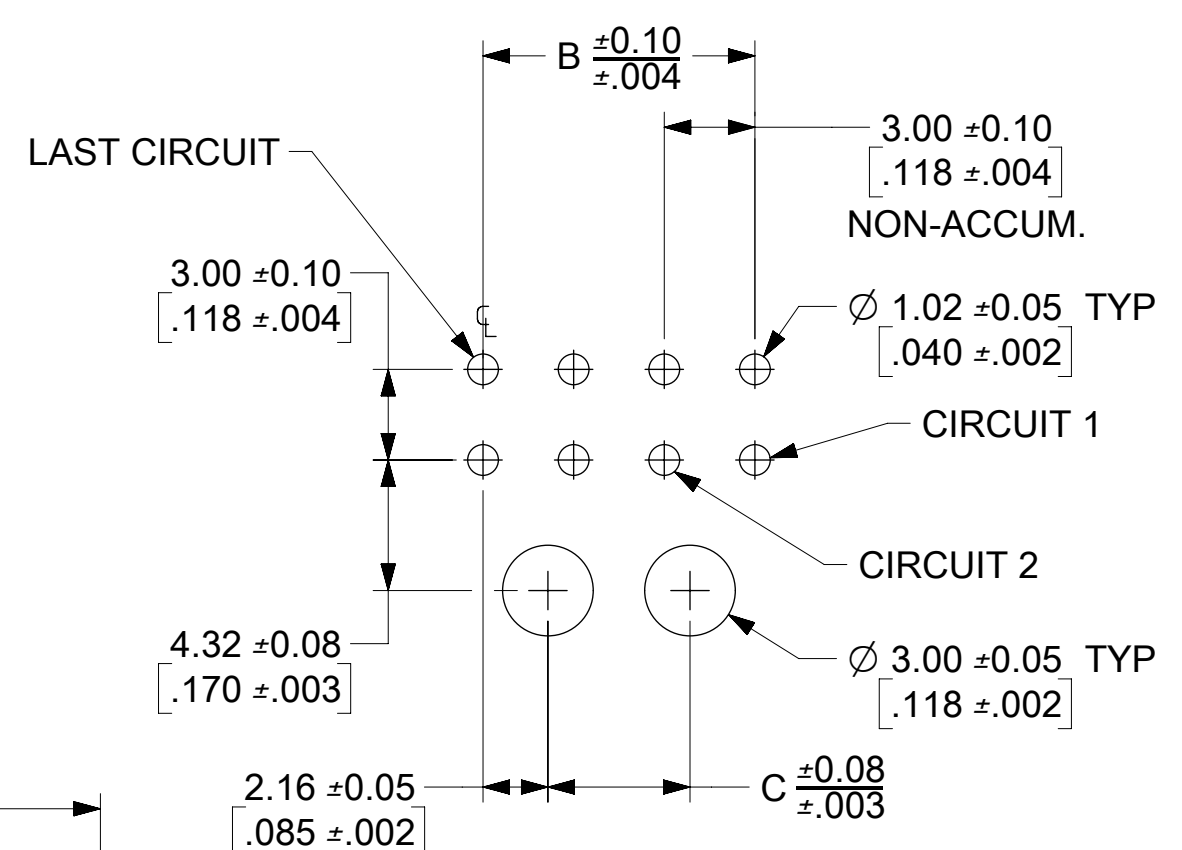 B ±0.10
±.004
LAST CIRCUIT
3.00 ±0.10
[.118 ±.004]
NON-ACCUM.
3.00 ±0.10
[.118 ±.004]
℄
∅ 1.02 ±0.05 TYP
[.040 ±.002]
CIRCUIT 1
CIRCUIT 2
4.32 ±0.08
[.170 ±.003]
∅ 3.00 ±0.05 TYP
[.118 ±.002]
2.16 ±0.05
[.085 ±.002]
C ±0.08
±.003